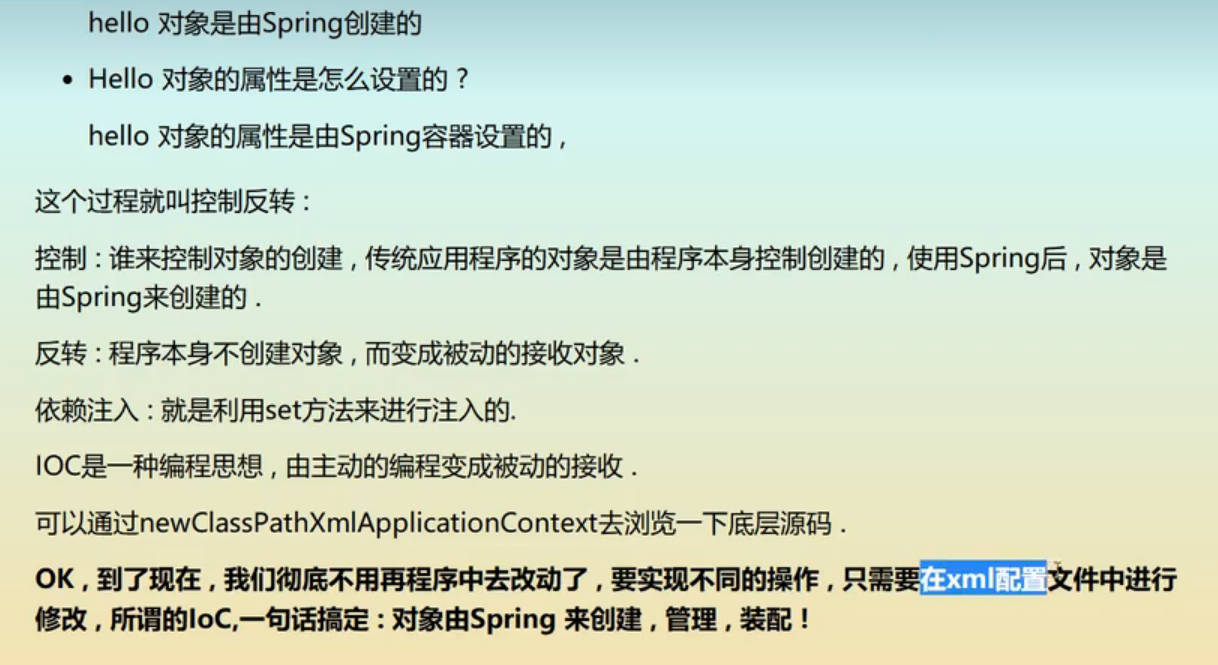 hello 对象是由Spring创建的
• Hello 对象的属性是怎么设置的 ?
hello 对象的属性是由Spring容器设置的 ,
这个过程就叫控制反转 :
控制 : 谁来控制对象的创建 , 传统应用程序的对象是由程序本身控制创建的 , 使用Spring后 , 对象是
由Spring来创建的 .
反转 : 程序本身不创建对象 , 而变成被动的接收对象 .
依赖注入 : 就是利用set方法来进行注入的.
IOC是一种编程思想 , 由主动的编程变成被动的接收 .
可以通过newClassPathXmlApplicationContext去浏览一下底层源码 .
OK , 到了现在 , 我们彻底不用再程序中去改动了 , 要实现不同的操作 , 只需要在xml配置文件中进行
修改 , 所谓的IoC,一句话搞定 : 对象由Spring 来创建 , 管理 , 装配 !